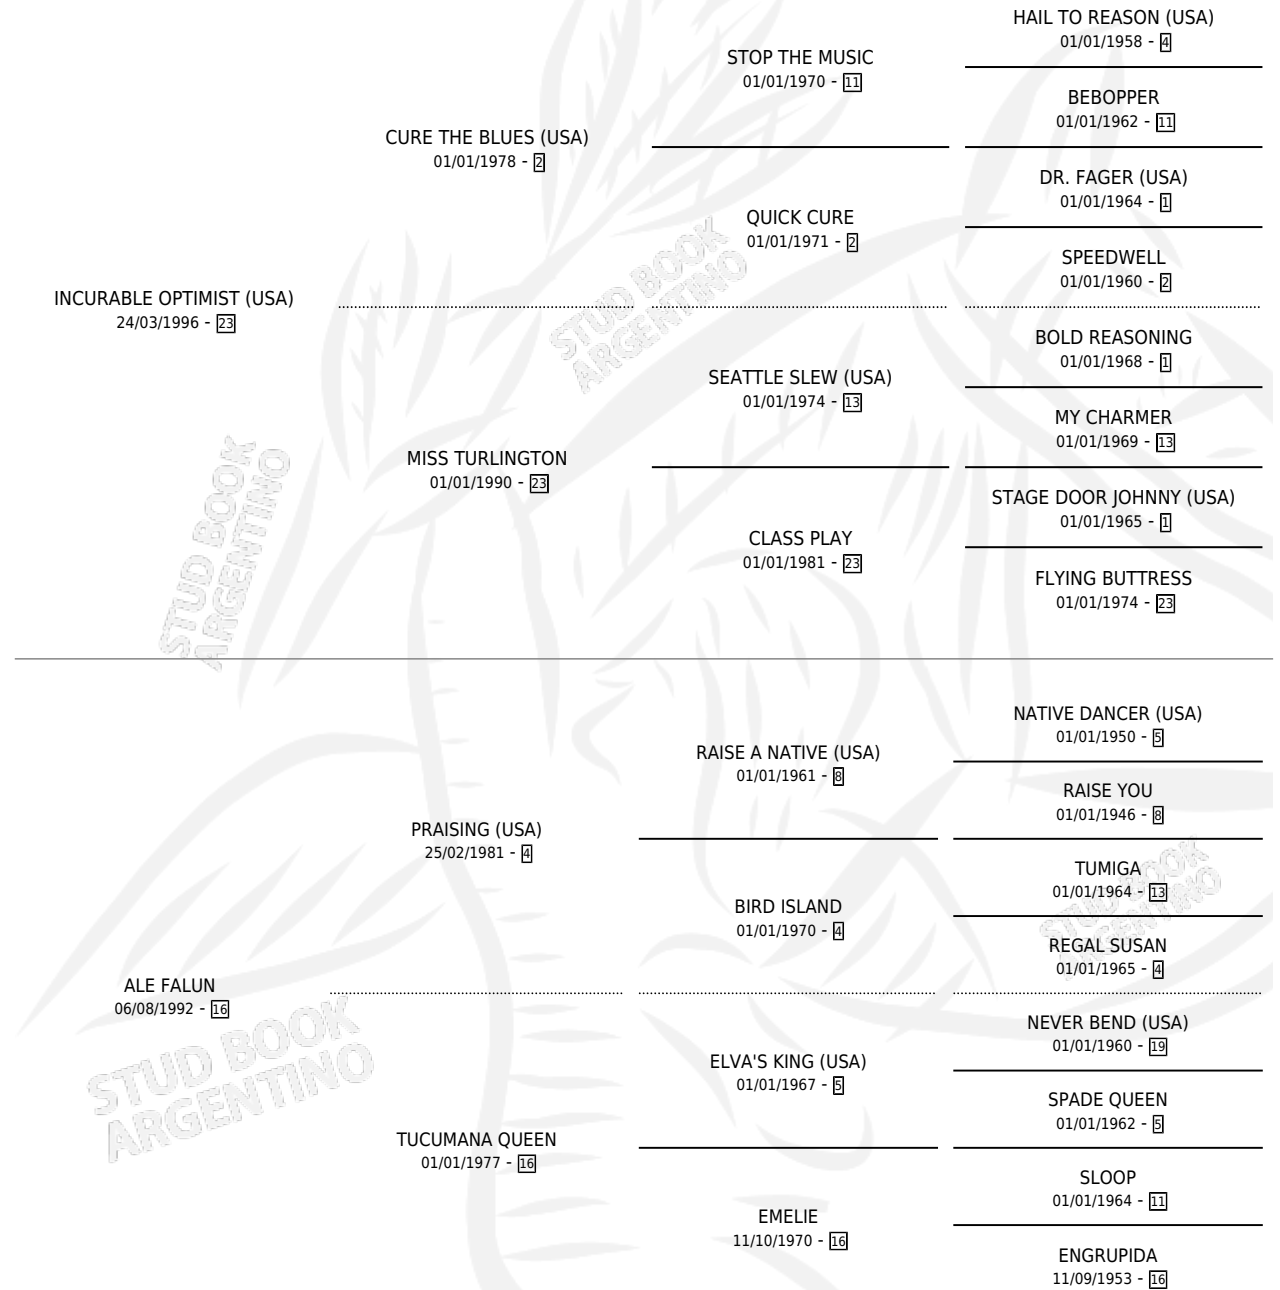 HAIL TO REASON (USA)
01/01/1958 - 4
STOP THE MUSIC
01/01/1970 - 11
BEBOPPER
01/01/1962 - 11
CURE THE BLUES (USA)
01/01/1978 - 2
DR. FAGER (USA)
01/01/1964 - 1
QUICK CURE
01/01/1971 - 2
SPEEDWELL
01/01/1960 - 2
INCURABLE OPTIMIST (USA)
24/03/1996 - 23
BOLD REASONING
01/01/1968 - 1
SEATTLE SLEW (USA)
01/01/1974 - 13
MY CHARMER
01/01/1969 - 13
MISS TURLINGTON
01/01/1990 - 23
STAGE DOOR JOHNNY (USA)
01/01/1965 - 1
CLASS PLAY
01/01/1981 - 23
FLYING BUTTRESS
01/01/1974 - 23
NATIVE DANCER (USA)
01/01/1950 - 5
RAISE A NATIVE (USA)
01/01/1961 - 8
RAISE YOU
01/01/1946 - 8
PRAISING (USA)
25/02/1981 - 4
TUMIGA
01/01/1964 - 13
BIRD ISLAND
01/01/1970 - 4
REGAL SUSAN
01/01/1965 - 4
ALE FALUN
06/08/1992 - 16
NEVER BEND (USA)
01/01/1960 - 19
ELVA'S KING (USA)
01/01/1967 - 5
SPADE QUEEN
01/01/1962 - 5
TUCUMANA QUEEN
01/01/1977 - 16
SLOOP
01/01/1964 - 11
EMELIE
11/10/1970 - 16
ENGRUPIDA
11/09/1953 - 16
STUD BOOK
ARGENTINO
STUD BOOK
ARGENTINO
STUD BOOK
ARGENTINO
STUD BOOK
ARGENTINO